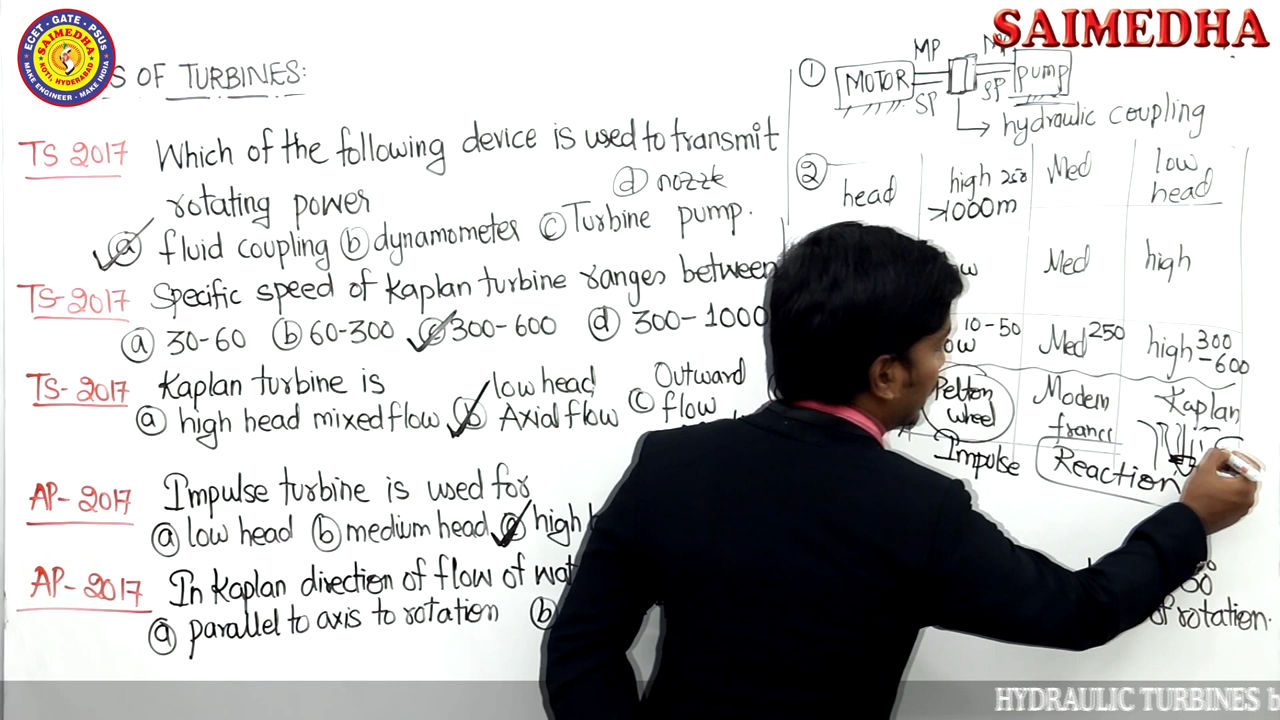 SAIMEDHA
ECET - GATE - PSUS
SAIMEDHA
KOTI, HYDERABAD
MAKE ENGINEER - MAKE INDIA
S OF TURBINES:
TS 2017 Which of the following device is used to transmit
rotating power
d nozzle
a fluid coupling b dynamometer c Turbine pump.
TS-2017 Specific speed of Kaplan turbine ranges between
a 30-60 b 60-300 c 300-600 d 300-1000
TS-2017 Kaplan turbine is
a high head mixed flow b low head Axial flow c Outward flow
AP-2017 Impulse turbine is used for
a low head b medium head c high
AP-2017 In Kaplan direction of flow of wat
a parallel to axis to rotation b
1 MOTOR MP SP SP pump
hydraulic coupling
2 head high 250 >1000m Med low head
Med high
10-50 Med 250 high 300-600
Pelton wheel Modern Kaplan
Impulse Reaction
of rotation.
HYDRAULIC TURBINES